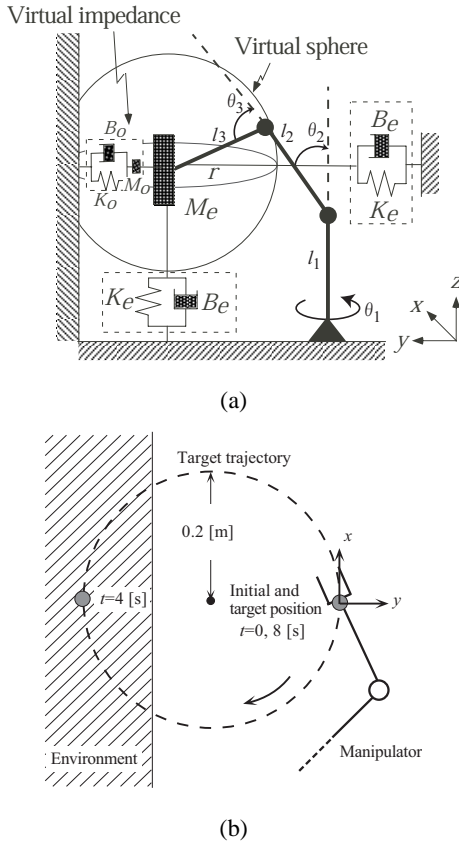 Virtual impedance
Virtual sphere
θ3
l3
l2
θ2
Be
Bo
Ko
Mo
r
Me
Ke
l1
Ke
Be
θ1
x
y
z
(a)
Target trajectory
0.2 [m]
x
t=4 [s]
Initial and
target position
t=0, 8 [s]
y
Environment
Manipulator
(b)